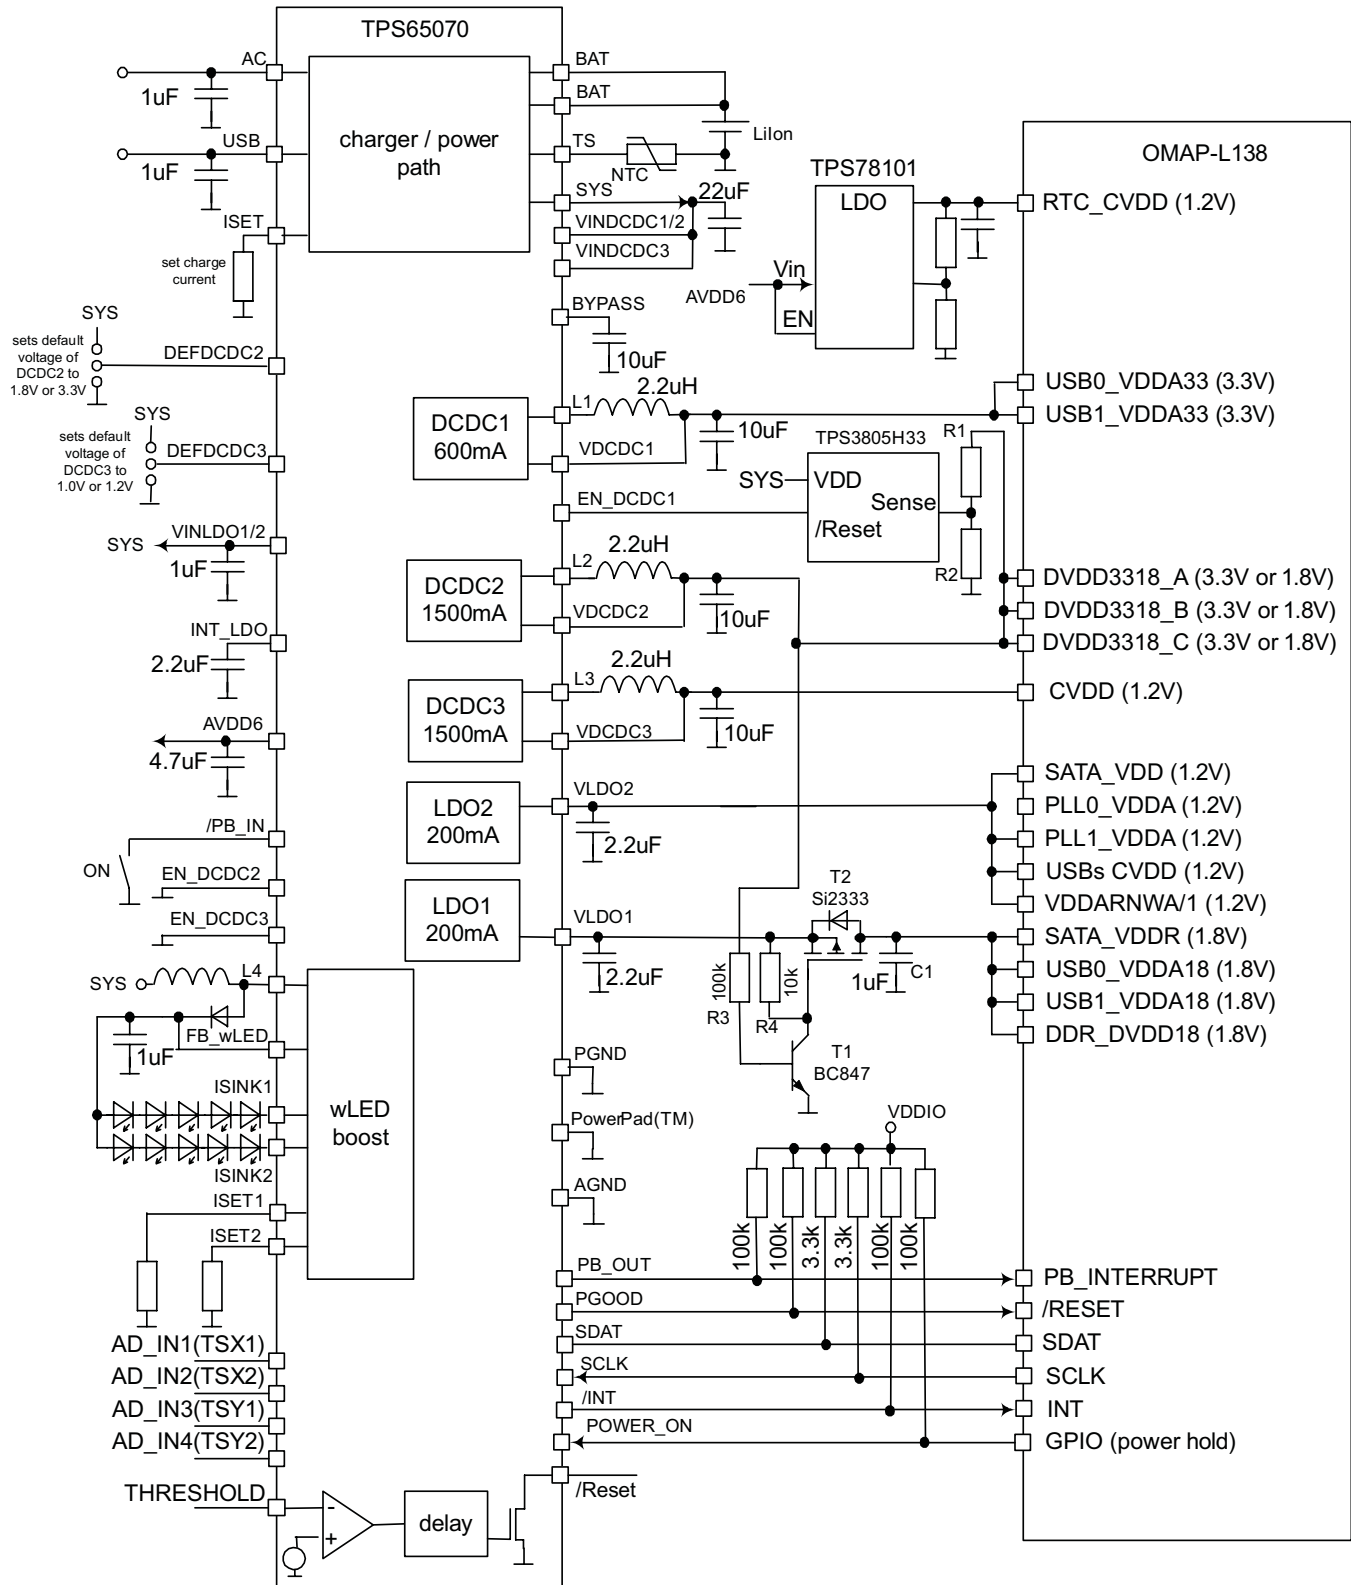 TPS65070
AC
1uF
USB
1uF
ISET
set charge
current
charger / power
path
BAT
BAT
LiIon
TS
NTC
SYS
22uF
VINDCDC1/2
VINDCDC3
BYPASS
10uF
OMAP-L138
TPS78101
LDO
Vin
AVDD6
EN
RTC_CVDD (1.2V)
SYS
sets default
voltage of
DCDC2 to
1.8V or 3.3V
DEFDCDC2
SYS
sets default
voltage of
DCDC3 to
1.0V or 1.2V
DEFDCDC3
DCDC1
600mA
L1
2.2uH
VDCDC1
10uF
USB0_VDDA33 (3.3V)
USB1_VDDA33 (3.3V)
TPS3805H33
R1
SYS
VDD
Sense
/Reset
R2
EN_DCDC1
SYS
VINLDO1/2
1uF
DCDC2
1500mA
L2
2.2uH
VDCDC2
10uF
DVDD3318_A (3.3V or 1.8V)
DVDD3318_B (3.3V or 1.8V)
DVDD3318_C (3.3V or 1.8V)
INT_LDO
2.2uF
DCDC3
1500mA
L3
2.2uH
VDCDC3
10uF
CVDD (1.2V)
AVDD6
4.7uF
LDO2
200mA
VLDO2
2.2uF
SATA_VDD (1.2V)
PLL0_VDDA (1.2V)
PLL1_VDDA (1.2V)
USBs CVDD (1.2V)
VDDARNWA/1 (1.2V)
/PB_IN
ON
EN_DCDC2
EN_DCDC3
LDO1
200mA
VLDO1
2.2uF
T2
Si2333
100k
R3
10k
R4
1uF
C1
T1
BC847
SATA_VDDR (1.8V)
USB0_VDDA18 (1.8V)
USB1_VDDA18 (1.8V)
DDR_DVDD18 (1.8V)
SYS
L4
FB_wLED
1uF
ISINK1
ISINK2
ISET1
ISET2
wLED
boost
PGND
PowerPad(TM)
AGND
VDDIO
100k
100k
3.3k
3.3k
100k
100k
PB_OUT
PB_INTERRUPT
PGOOD
/RESET
SDAT
SDAT
SCLK
SCLK
/INT
INT
POWER_ON
GPIO (power hold)
AD_IN1(TSX1)
AD_IN2(TSX2)
AD_IN3(TSY1)
AD_IN4(TSY2)
THRESHOLD
-
+
delay
/Reset